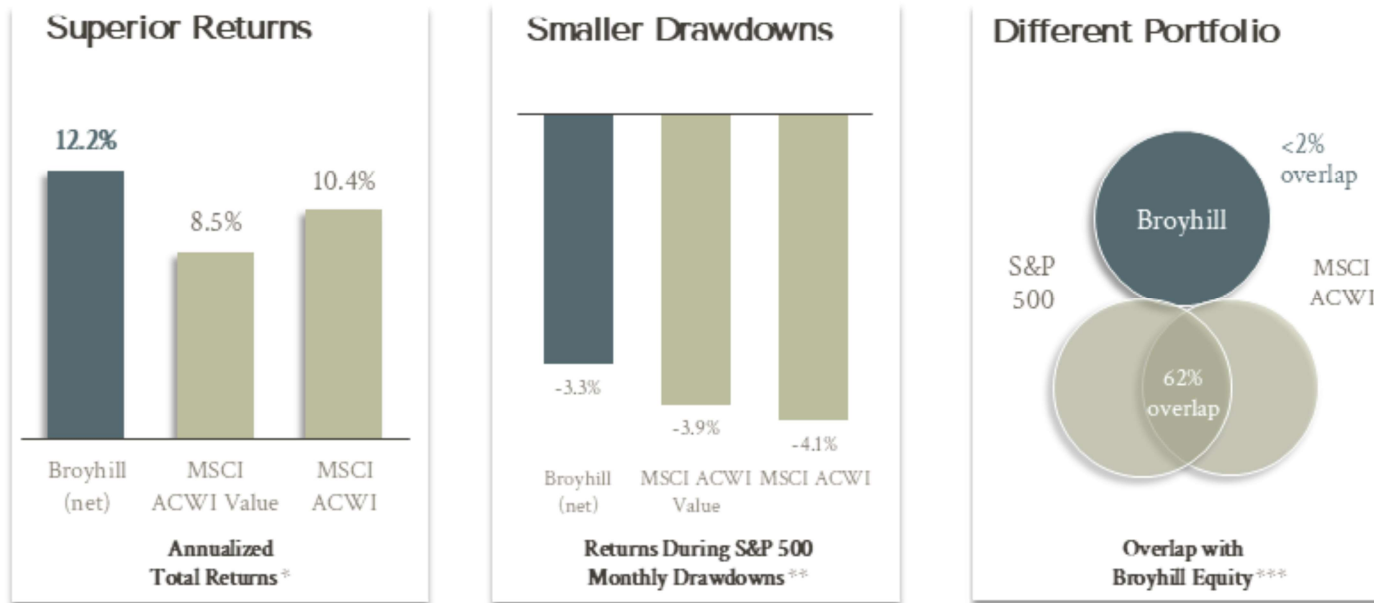 Superior Returns
12.2%
8.5%
10.4%
Broyhill
(net)
MSCI
ACWI Value
MSCI
ACWI
Annualized
Total Returns *
Smaller Drawdowns
-3.3%
-3.9%
-4.1%
Broyhill
(net)
MSCI ACWI
Value
MSCI ACWI
Returns During S&P 500
Monthly Drawdowns **
Different Portfolio
<2%
overlap
Broyhill
S&P
500
MSCI
ACWI
62%
overlap
Overlap with
Broyhill Equity ***